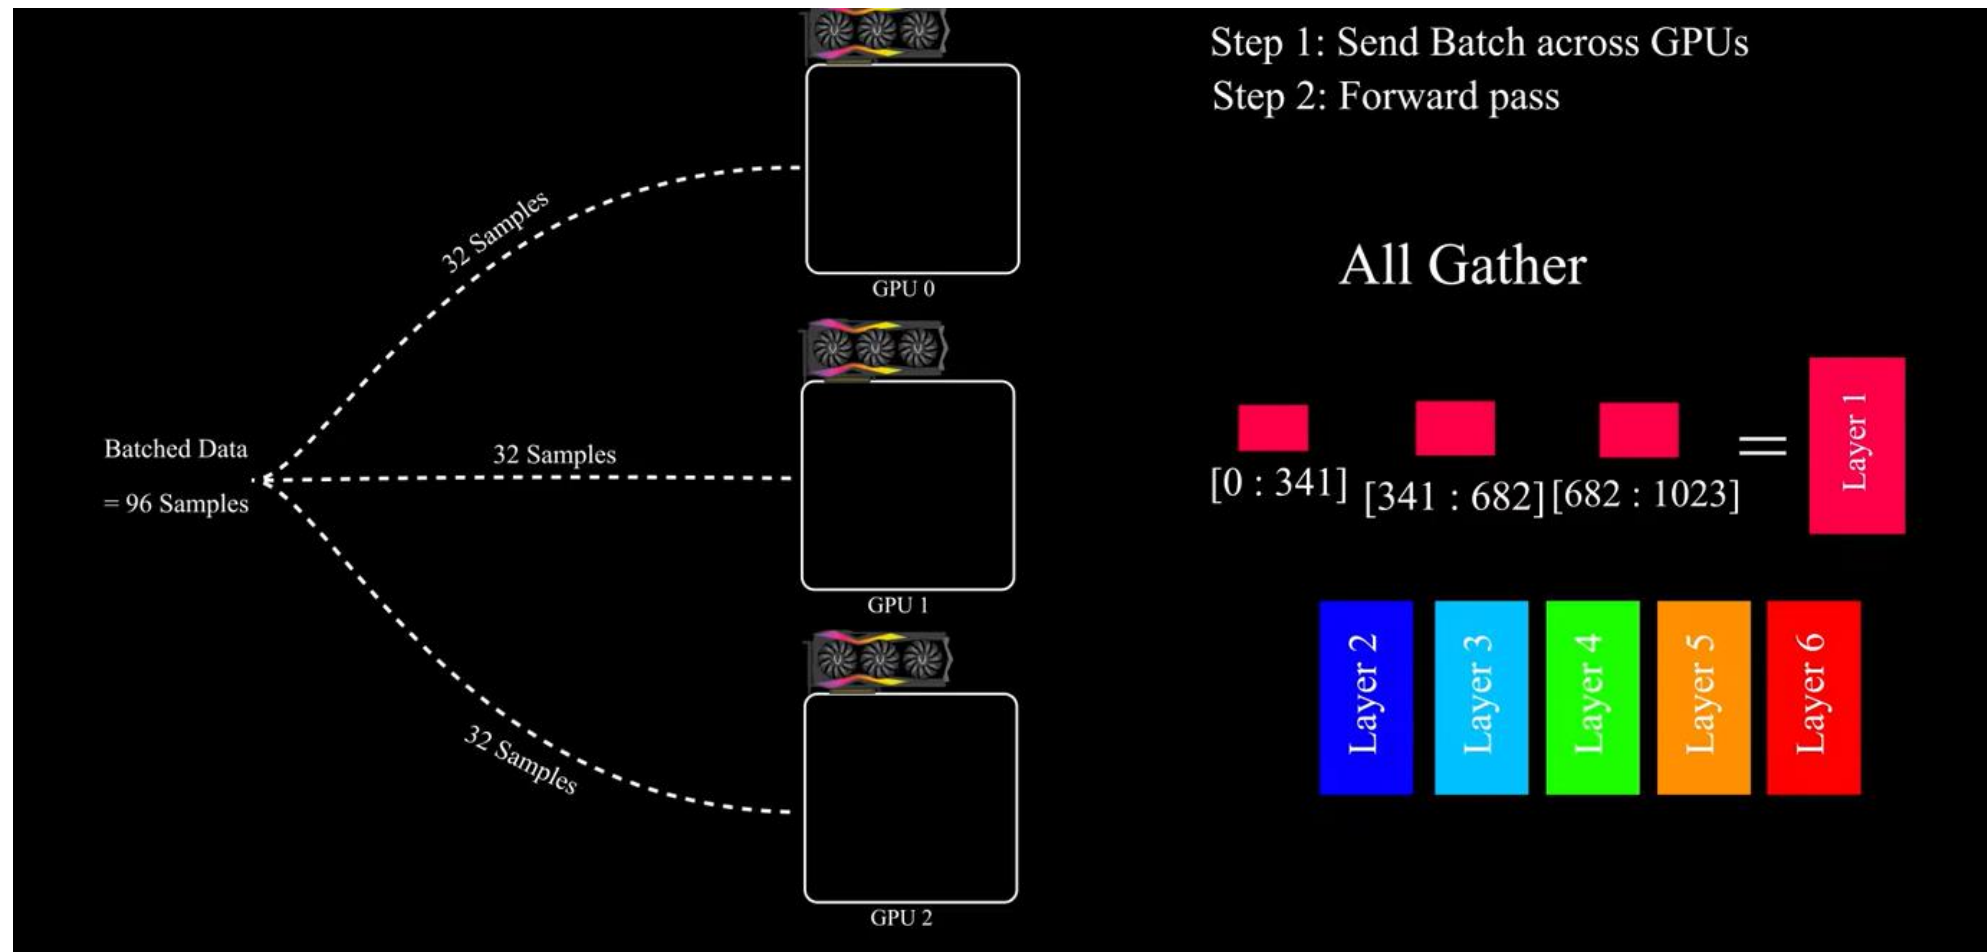 Step 1: Send Batch across GPUs
Step 2: Forward pass
32 Samples
GPU 0
All Gather
Batched Data
= 96 Samples
32 Samples
GPU 1
[0 : 341]
[341 : 682]
[682 : 1023]
=
Layer 1
32 Samples
GPU 2
Layer 2
Layer 3
Layer 4
Layer 5
Layer 6